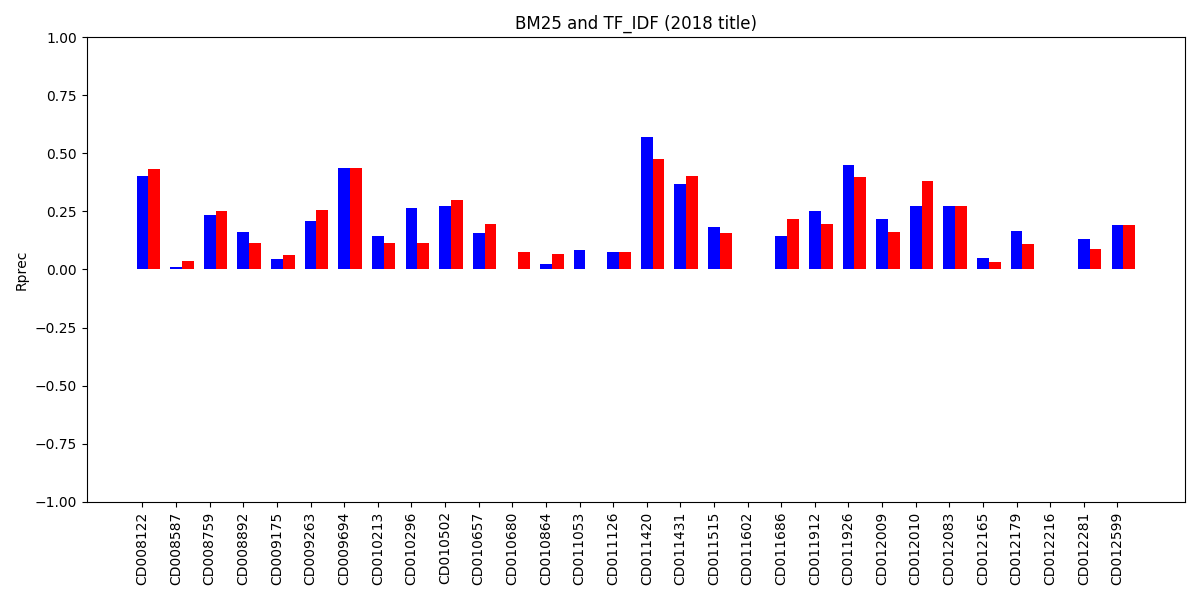 BM25 and TF_IDF (2018 title)
Rprec
1.00
0.75
0.50
0.25
0.00
−0.25
−0.50
−0.75
−1.00
CD008122
CD008587
CD008759
CD008892
CD009175
CD009263
CD009694
CD010213
CD010296
CD010502
CD010657
CD010680
CD010864
CD011053
CD011126
CD011420
CD011431
CD011515
CD011602
CD011686
CD011912
CD011926
CD012009
CD012010
CD012083
CD012165
CD012179
CD012216
CD012281
CD012599